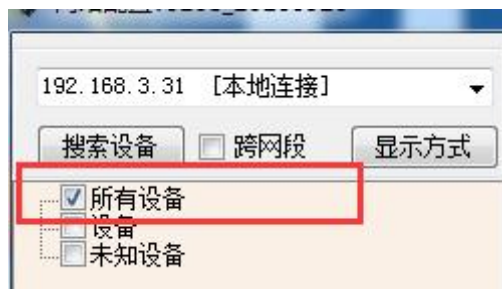 192.168.3.31 [本地连接]
搜索设备 跨网段 显示方式
所有设备
设备
未知设备